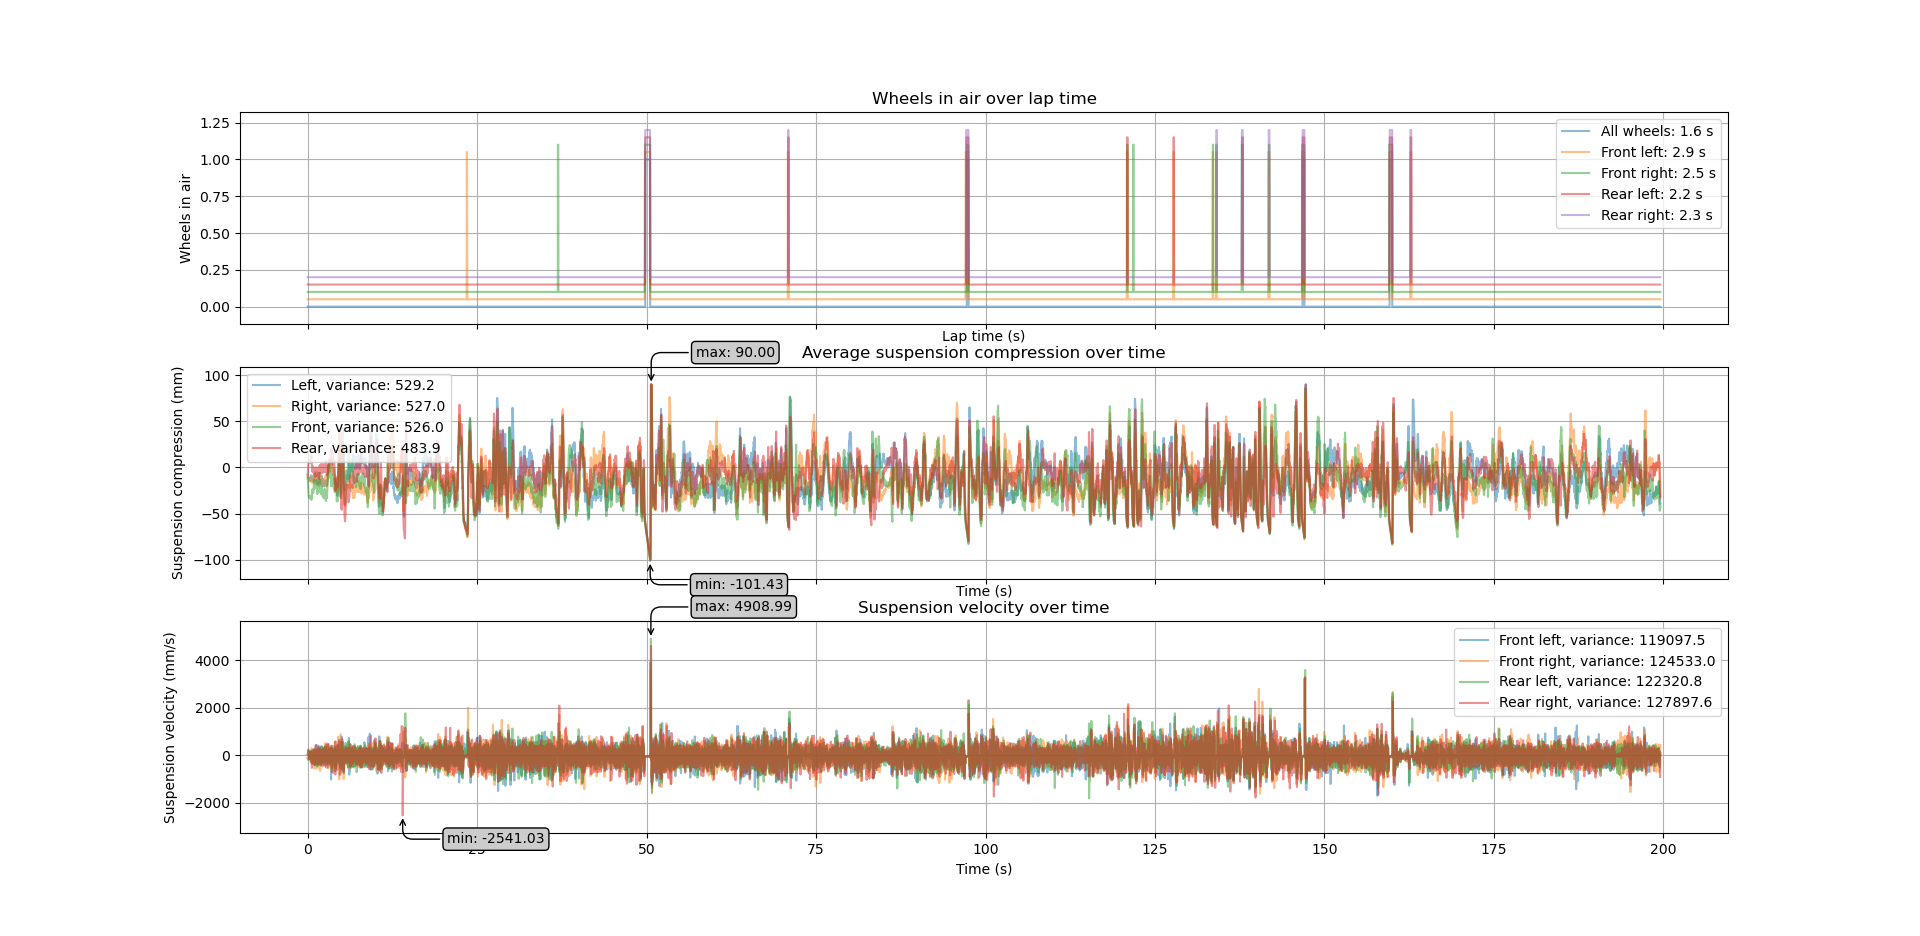 Wheels in air over lap time
1.25
1.00
0.75
0.50
0.25
0.00
Wheels in air
All wheels: 1.6 s
Front left: 2.9 s
Front right: 2.5 s
Rear left: 2.2 s
Rear right: 2.3 s
Lap time (s)
max: 90.00
Average suspension compression over time
100
50
0
−50
−100
Suspension compression (mm)
Left, variance: 529.2
Right, variance: 527.0
Front, variance: 526.0
Rear, variance: 483.9
min: -101.43
Time (s)
max: 4908.99
Suspension velocity over time
4000
2000
0
−2000
Suspension velocity (mm/s)
Front left, variance: 119097.5
Front right, variance: 124533.0
Rear left, variance: 122320.8
Rear right, variance: 127897.6
min: -2541.03
0 25 50 75 100 125 150 175 200
Time (s)